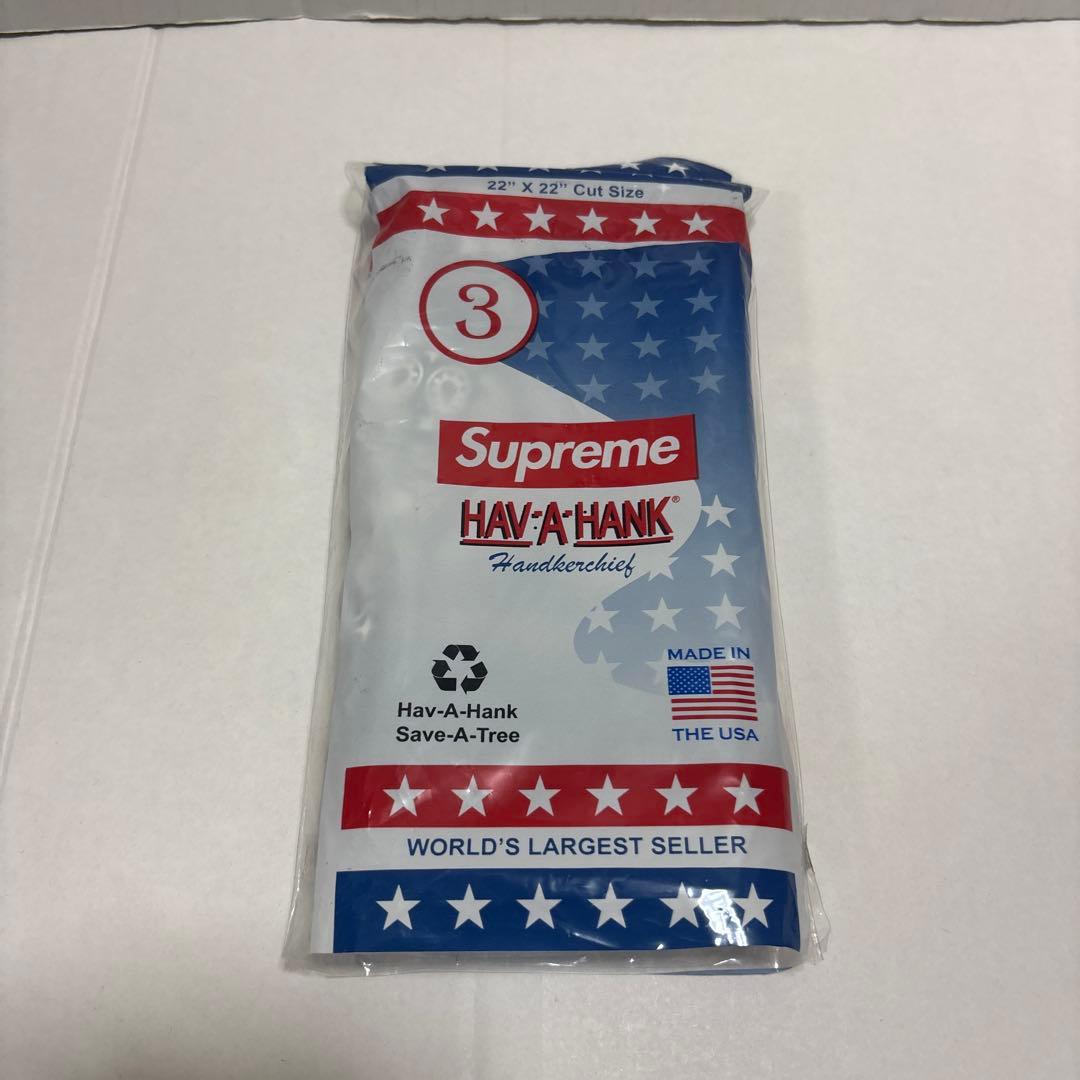 22” X 22” Cut Size
3
Supreme
HAV-A-HANK®
Handkerchief
Hav-A-Hank
Save-A-Tree
MADE IN
THE USA
WORLD’S LARGEST SELLER